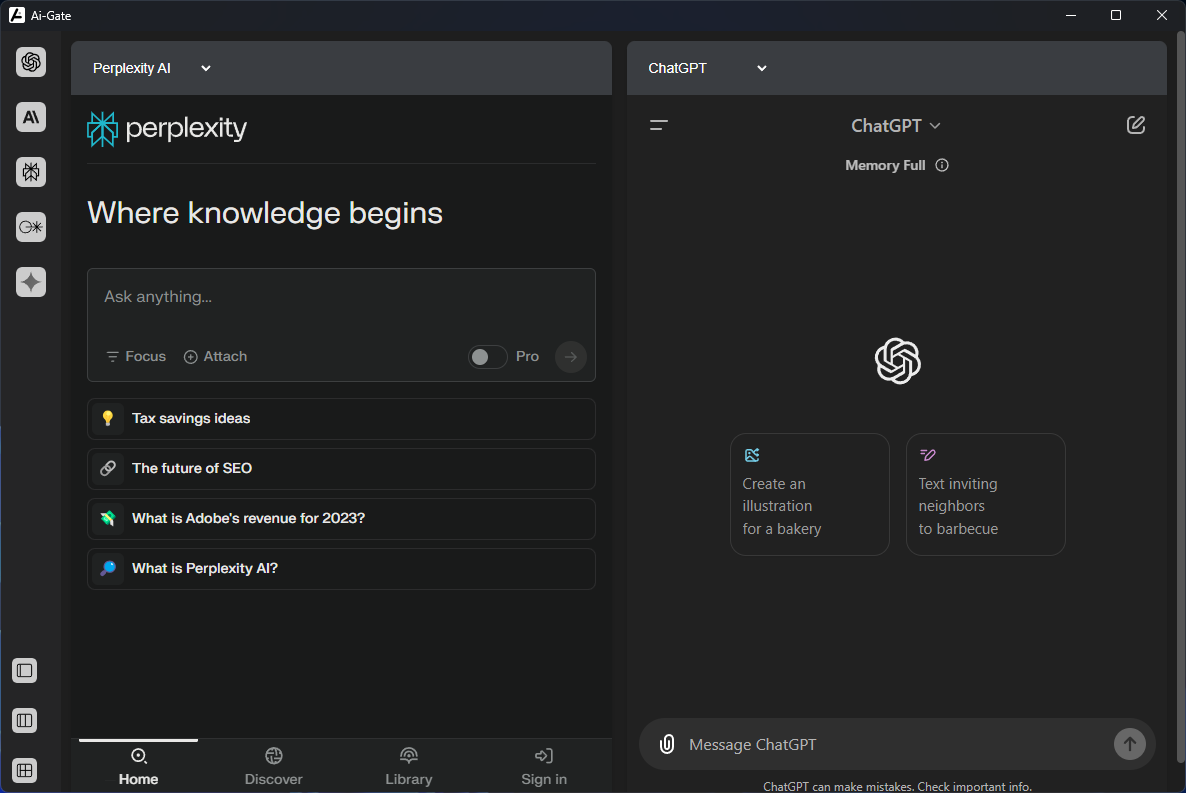 Ai-Gate
Perplexity AI
perplexity
Where knowledge begins
Ask anything...
Focus
Attach
Pro
Tax savings ideas
The future of SEO
What is Adobe's revenue for 2023?
What is Perplexity AI?
Home
Discover
Library
Sign in
ChatGPT
ChatGPT
Memory Full
Create an
illustration
for a bakery
Text inviting
neighbors
to barbecue
Message ChatGPT
ChatGPT can make mistakes. Check important info.